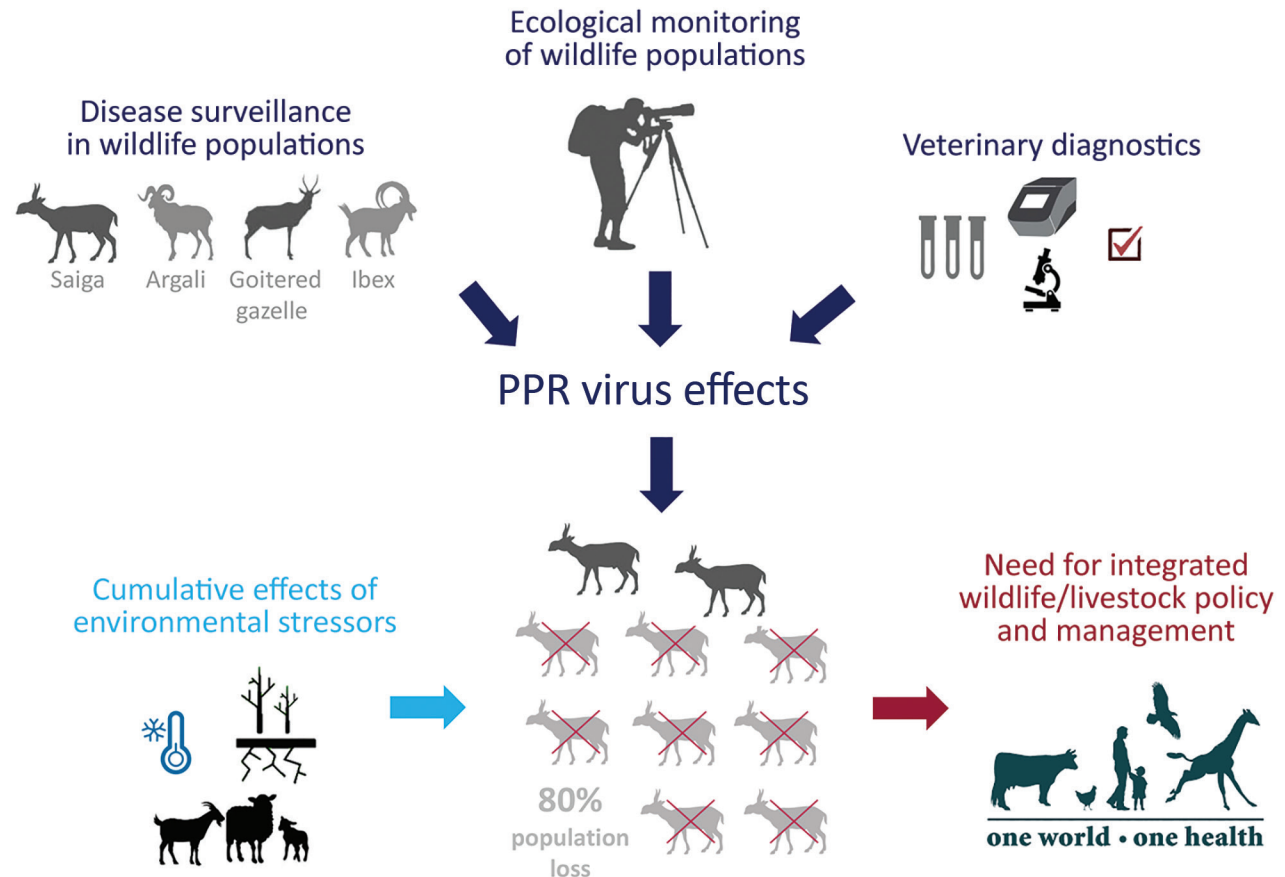 Ecological monitoring
of wildlife populations
Disease surveillance
in wildlife populations
Veterinary diagnostics
Saiga
Argali
Goitered
gazelle
Ibex
PPR virus effects
Cumulative effects of
environmental stressors
Need for integrated
wildlife/livestock policy
and management
80%
population
loss
one world • one health